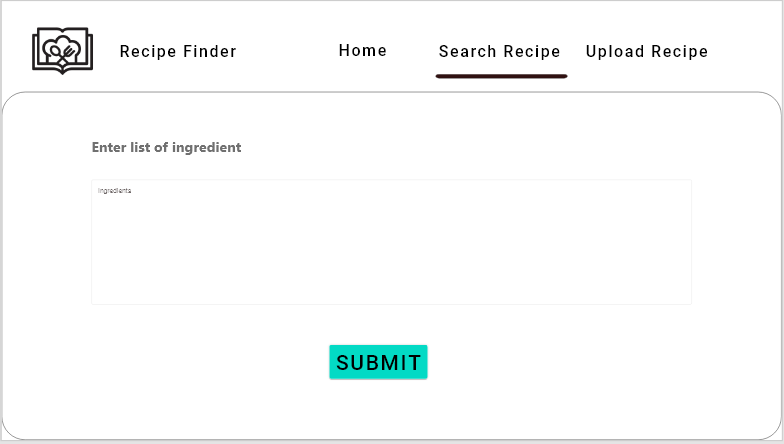 Recipe Finder
Home
Search Recipe
Upload Recipe
Enter list of ingredient
ingredients
SUBMIT